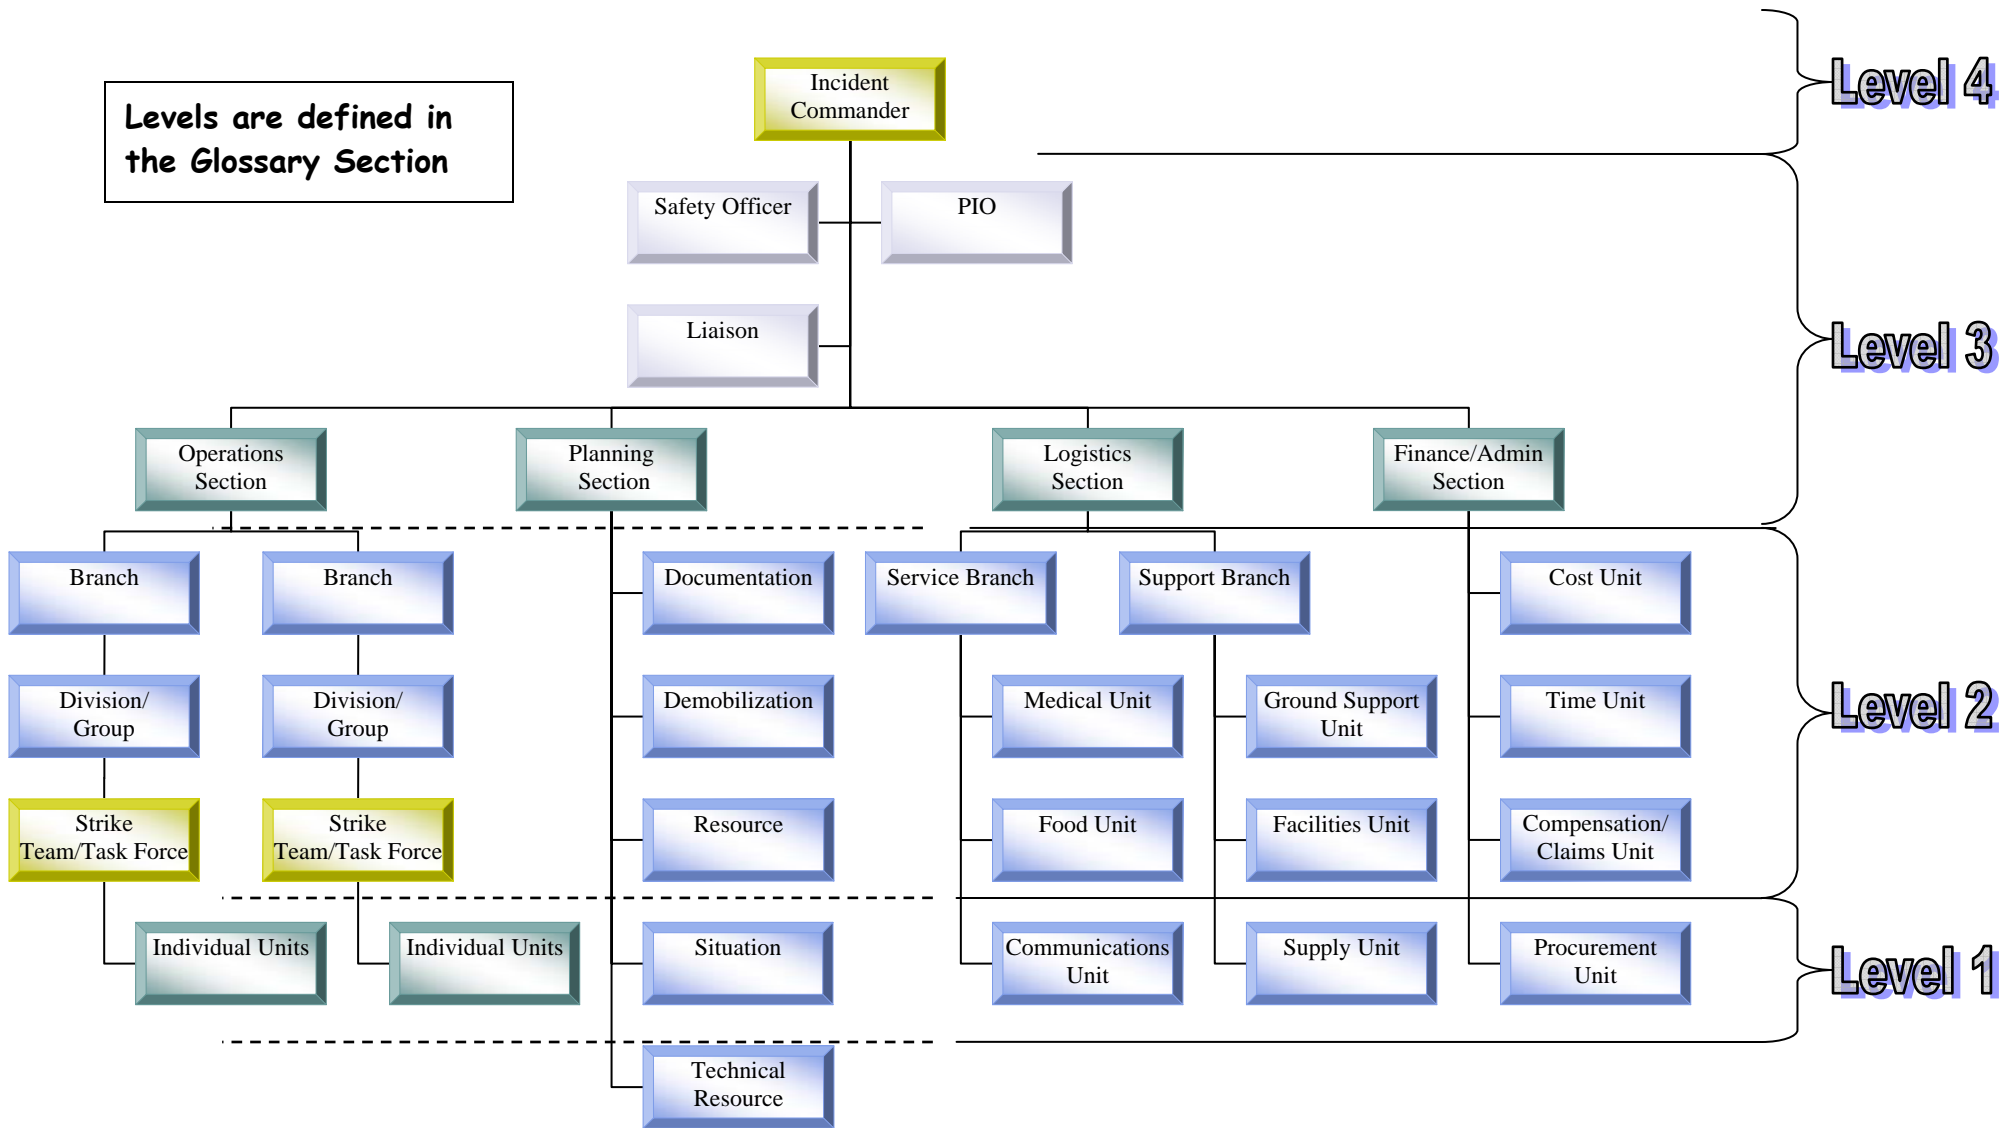 Levels are defined in
the Glossary Section
Incident
Commander
Level 4
Safety Officer
PIO
Liaison
Level 3
Operations
Section
Planning
Section
Logistics
Section
Finance/Admin
Section
Branch
Branch
Documentation
Service Branch
Support Branch
Cost Unit
Division/
Group
Division/
Group
Demobilization
Medical Unit
Ground Support
Unit
Time Unit
Level 2
Strike
Team/Task Force
Strike
Team/Task Force
Resource
Food Unit
Facilities Unit
Compensation/
Claims Unit
Individual Units
Individual Units
Situation
Communications
Unit
Supply Unit
Procurement
Unit
Level 1
Technical
Resource